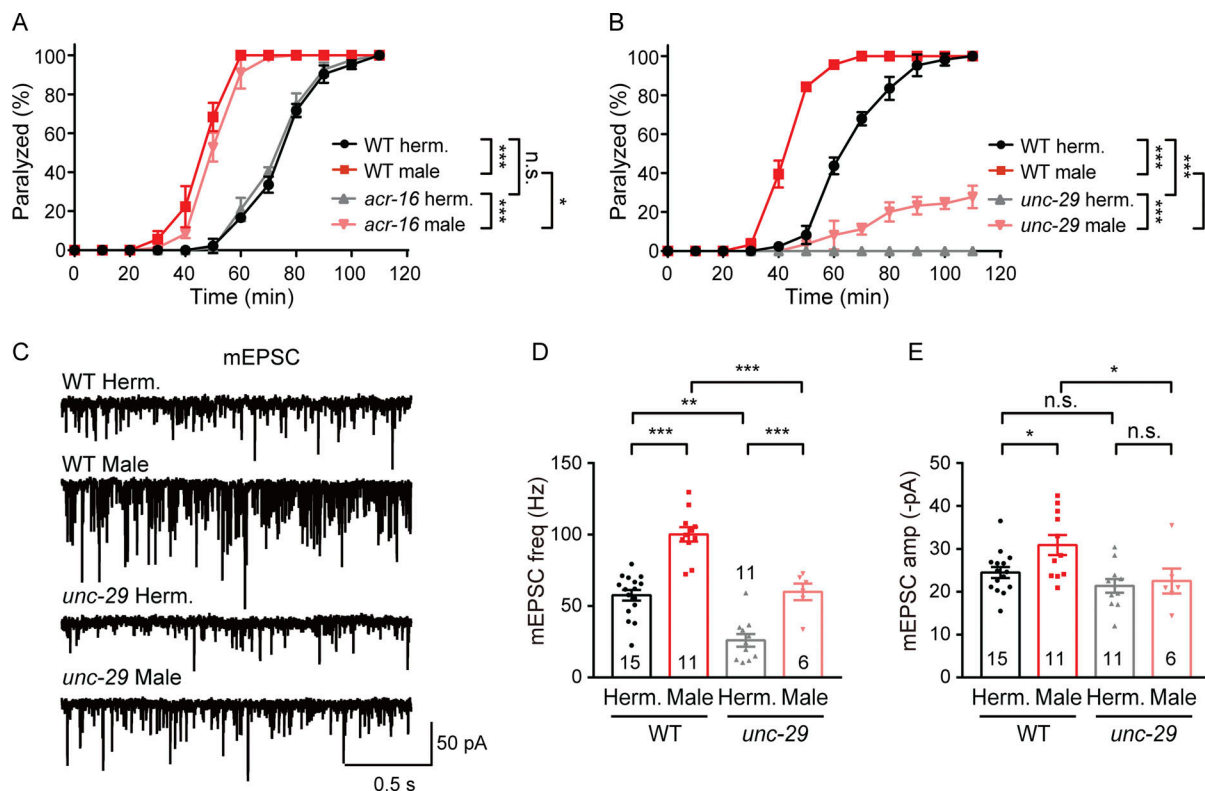 A
Paralyzed (%)
100
80
60
40
20
0
0 20 40 60 80 100 120
Time (min)
WT herm.
WT male
acr-16 herm.
acr-16 male
***
***
n.s.
*
B
Paralyzed (%)
100
80
60
40
20
0
0 20 40 60 80 100 120
Time (min)
WT herm.
WT male
unc-29 herm.
unc-29 male
***
***
***
***
C
mEPSC
WT Herm.
WT Male
unc-29 Herm.
unc-29 Male
50 pA
0.5 s
D
***
**
*** ***
mEPSC freq (Hz)
150
100
50
0
15 11 11 6
Herm. Male Herm. Male
WT unc-29
E
*
n.s.
* n.s.
mEPSC amp (-pA)
50
40
30
20
10
0
15 11 11 6
Herm. Male Herm. Male
WT unc-29